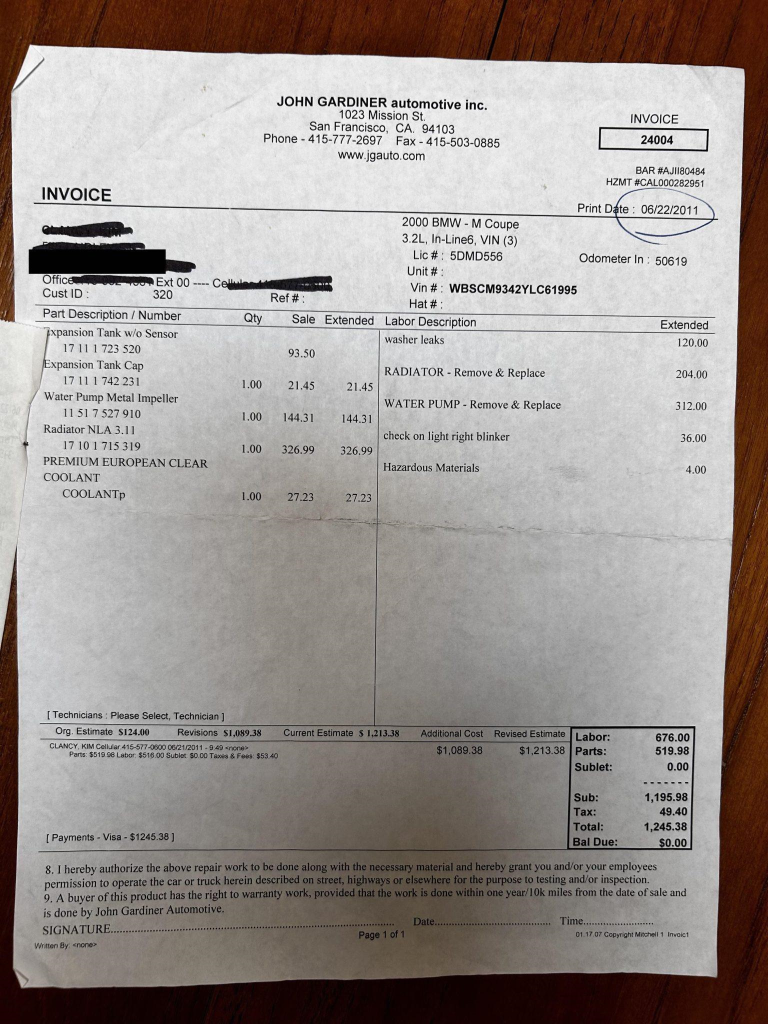 JOHN GARDINER automotive inc.
1023 Mission St.
San Francisco, CA. 94103
Phone - 415-777-2697 Fax - 415-503-0885
www.jgauto.com
INVOICE
24004
BAR #AJII80484
HZMT #CAL000282951
INVOICE
Print Date : 06/22/2011
2000 BMW - M Coupe
3.2L, In-Line6, VIN (3)
Lic # : 5DMD556
Odometer In : 50619
Unit # :
Office Ext 00 ----
Vin # : WBSCM9342YLC61995
Cust ID : 320 Ref # :
Hat # :
Part Description / Number Qty Sale Extended Labor Description Extended
Expansion Tank w/o Sensor
17 11 1 723 520 93.50
Expansion Tank Cap
17 11 1 742 231 1.00 21.45 21.45
Water Pump Metal Impeller
11 51 7 527 910 1.00 144.31 144.31
Radiator NLA 3.11
17 10 1 715 319 1.00 326.99 326.99
PREMIUM EUROPEAN CLEAR
COOLANT
COOLANTp 1.00 27.23 27.23
washer leaks 120.00
RADIATOR - Remove & Replace 204.00
WATER PUMP - Remove & Replace 312.00
check on light right blinker 36.00
Hazardous Materials 4.00
[ Technicians : Please Select, Technician ]
Org. Estimate $124.00 Revisions $1,089.38 Current Estimate $ 1,213.38 Additional Cost Revised Estimate
CLANCY, KIM Cellular 415-577-0600 06/21/2011 - 9:49 <none> $1,089.38 $1,213.38
Parts: $519.98 Labor: $516.00 Sublet: $0.00 Taxes & Fees: $53.40
Labor: 676.00
Parts: 519.98
Sublet: 0.00
-------
Sub: 1,195.98
Tax: 49.40
Total: 1,245.38
Bal Due: $0.00
[ Payments - Visa - $1245.38 ]
8. I hereby authorize the above repair work to be done along with the necessary material and hereby grant you and/or your employees
permission to operate the car or truck herein described on street, highways or elsewhere for the purpose to testing and/or inspection.
9. A buyer of this product has the right to warranty work, provided that the work is done within one year/10k miles from the date of sale and
is done by John Gardiner Automotive.
SIGNATURE.......... Date.......... Time..........
Page 1 of 1
01.17.07 Copyright Mitchell 1 Invoic1
Written By: <none>